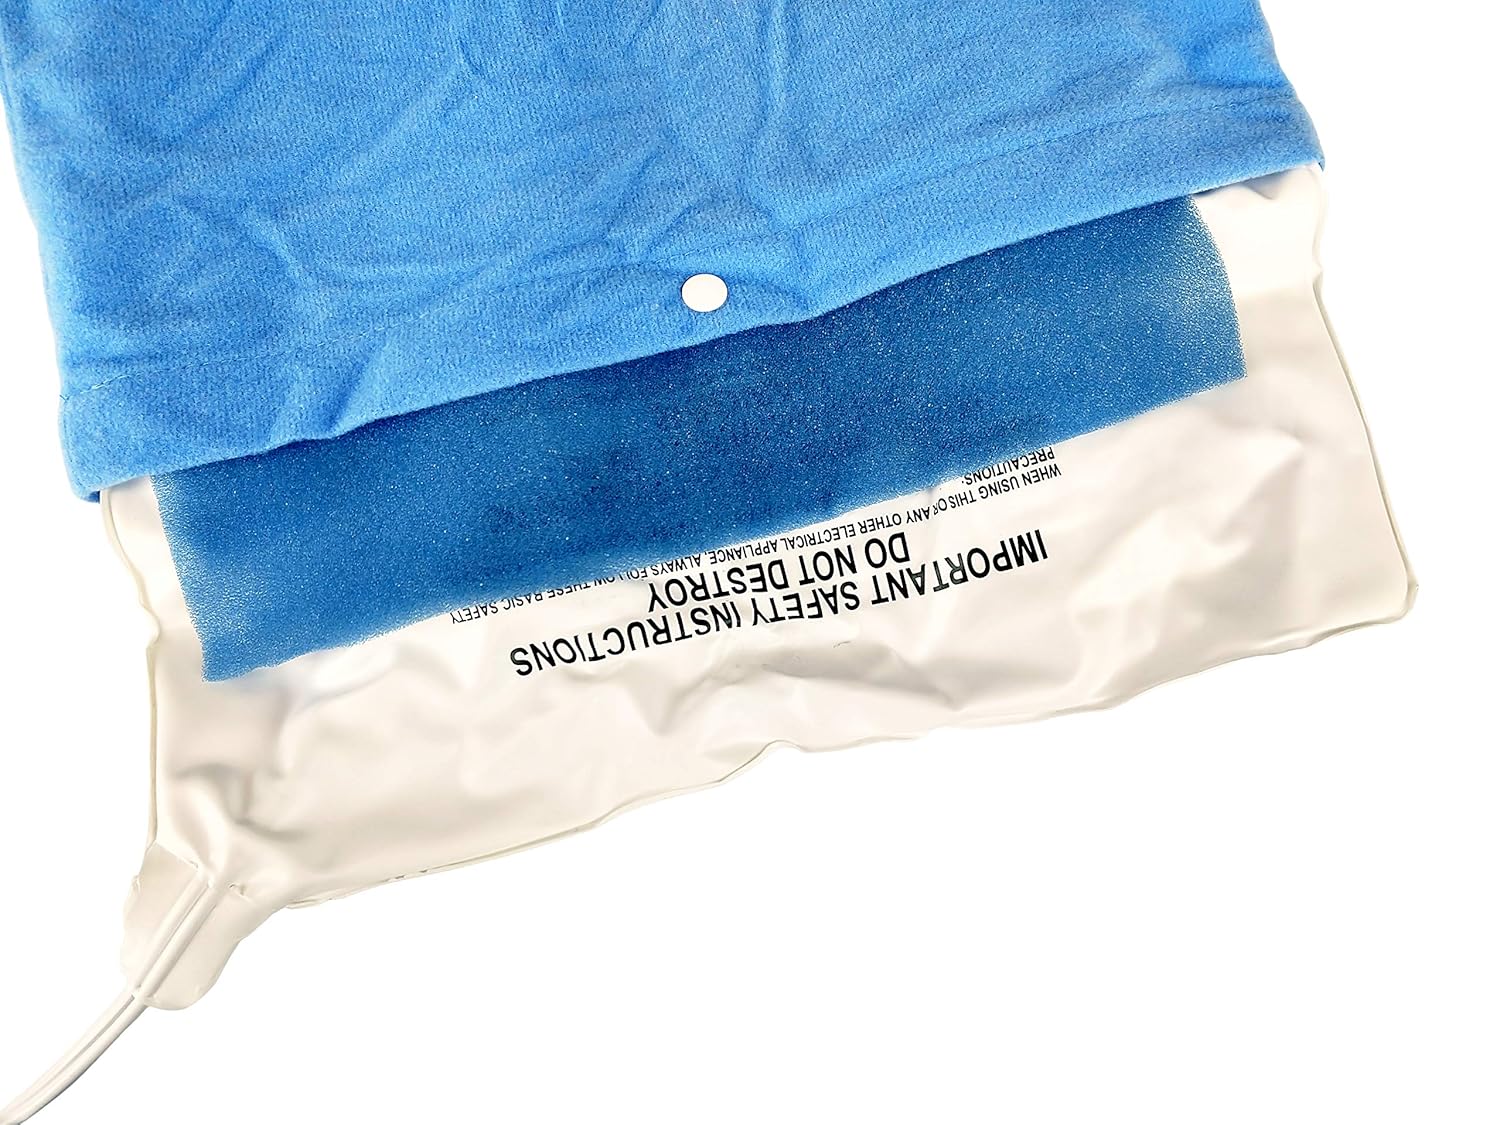 IMPORTANT SAFETY INSTRUCTIONS
DO NOT DESTROY
WHEN USING THIS OR ANY OTHER ELECTRICAL APPLIANCE, ALWAYS FOLLOW THESE BASIC SAFETY
PRECAUTIONS: